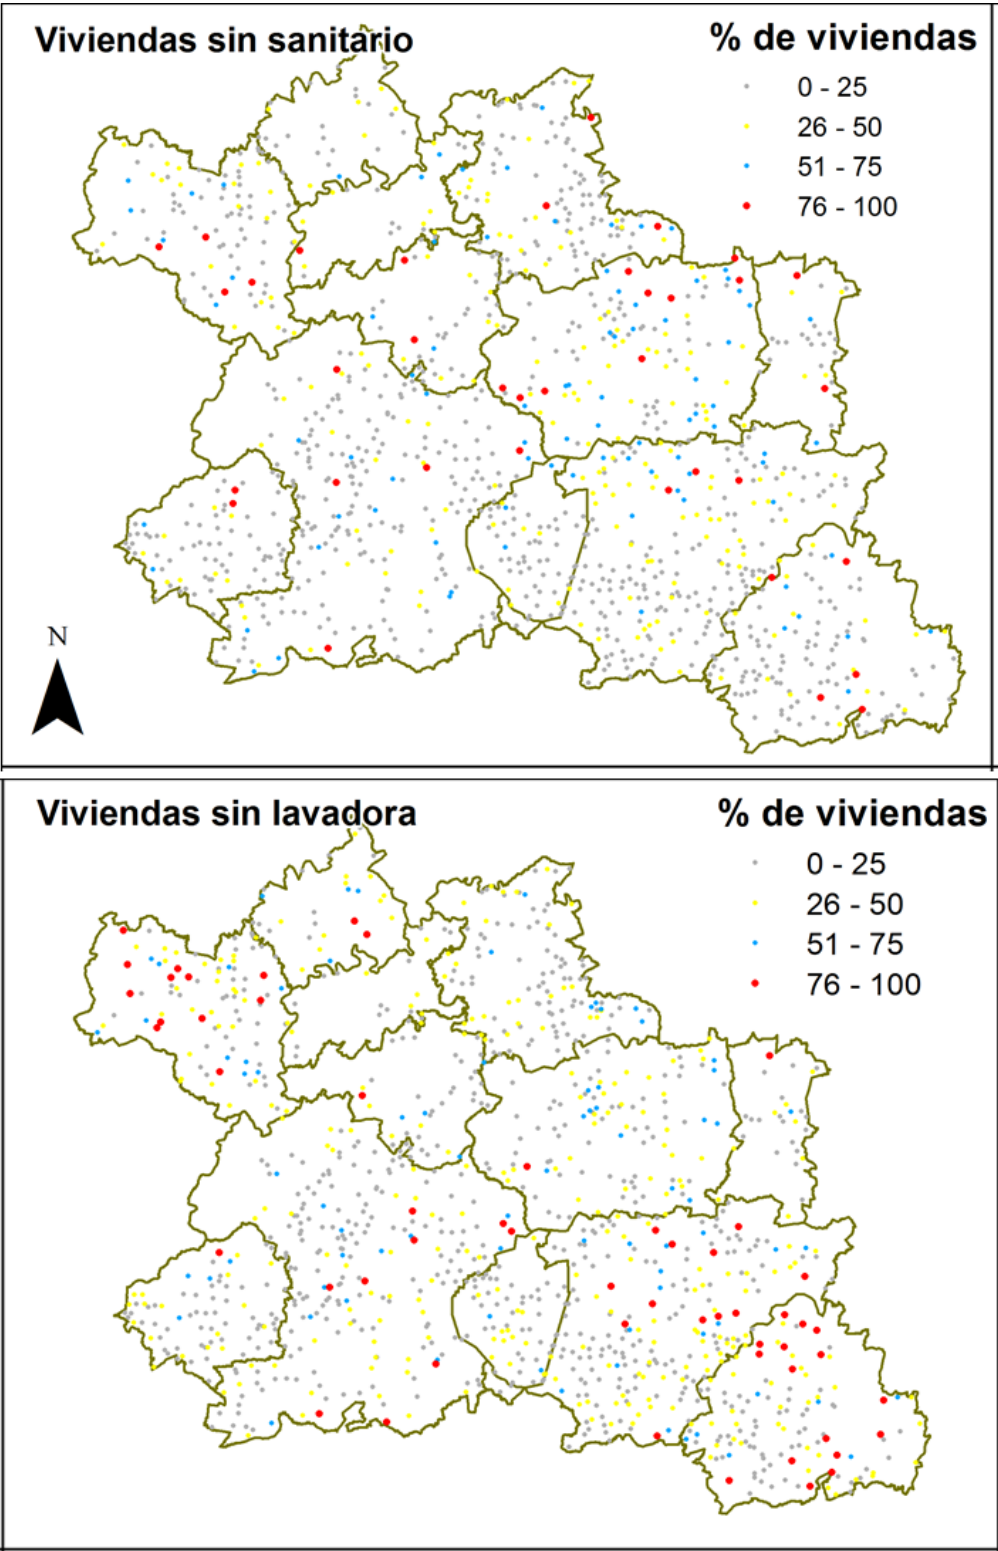 Viviendas sin sanitario
% de viviendas
0 - 25
26 - 50
51 - 75
76 - 100
N
Viviendas sin lavadora
% de viviendas
0 - 25
26 - 50
51 - 75
76 - 100